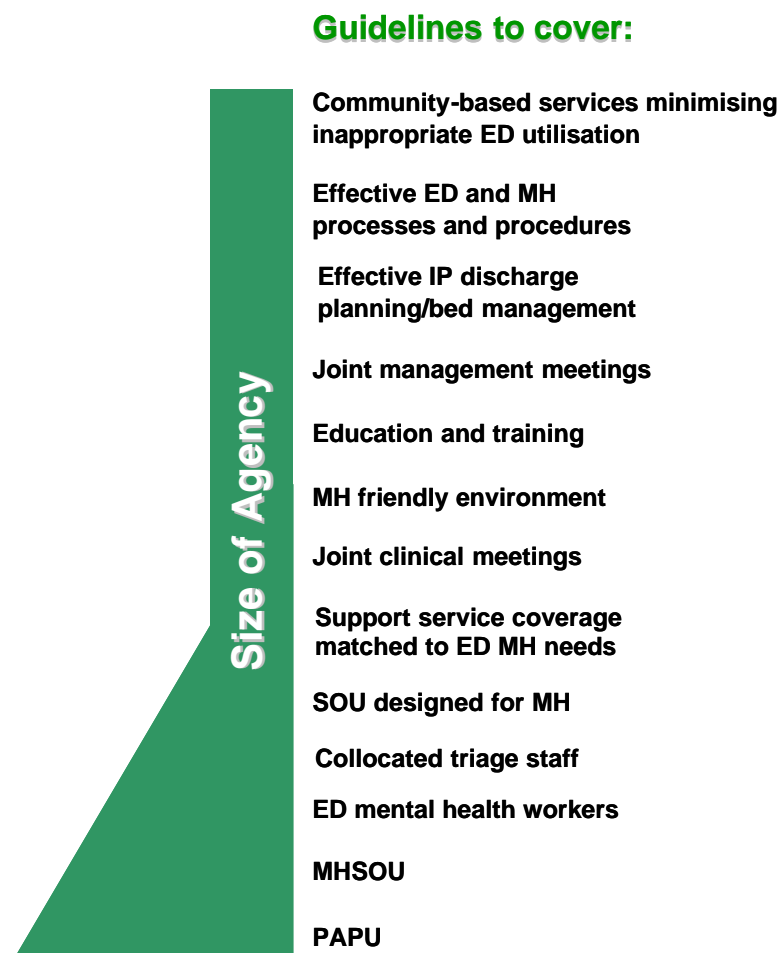 Guidelines to cover:
Community-based services minimising
inappropriate ED utilisation
Effective ED and MH
processes and procedures
Effective IP discharge
planning/bed management
Joint management meetings
Education and training
MH friendly environment
Joint clinical meetings
Support service coverage
matched to ED MH needs
SOU designed for MH
Collocated triage staff
ED mental health workers
MHSOU
PAPU
Size of Agency